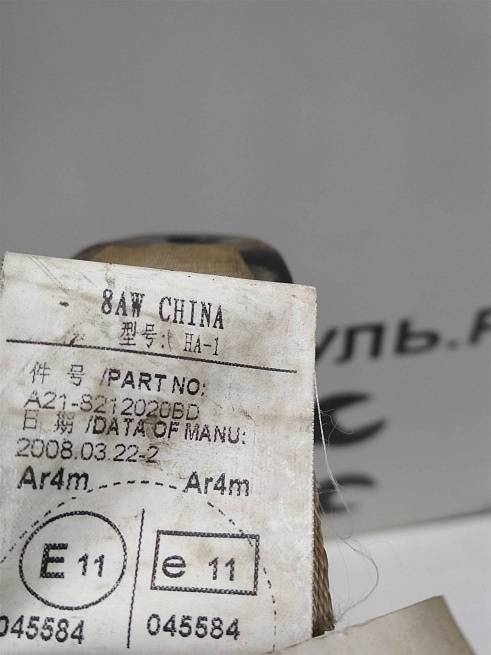 8AW CHINA
型号: HA-1
件 号 /PART NO:
A21-8212020BD
日 期 /DATA OF MANU:
2008.03.22-2
Ar4m Ar4m
E 11 e 11
045584 045584
УЛЬ.Р